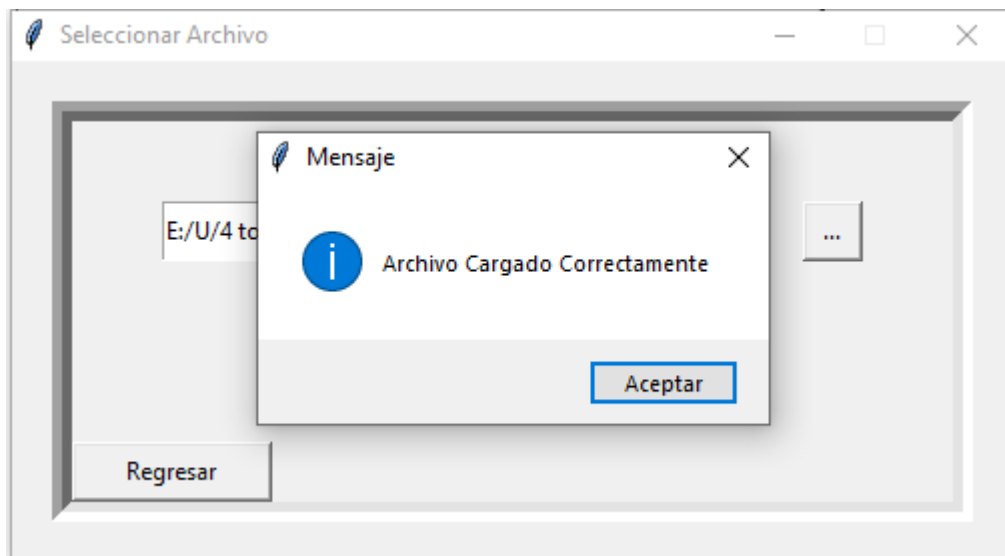 Seleccionar Archivo
Mensaje
E:/U/4 to
...
Archivo Cargado Correctamente
Aceptar
Regresar